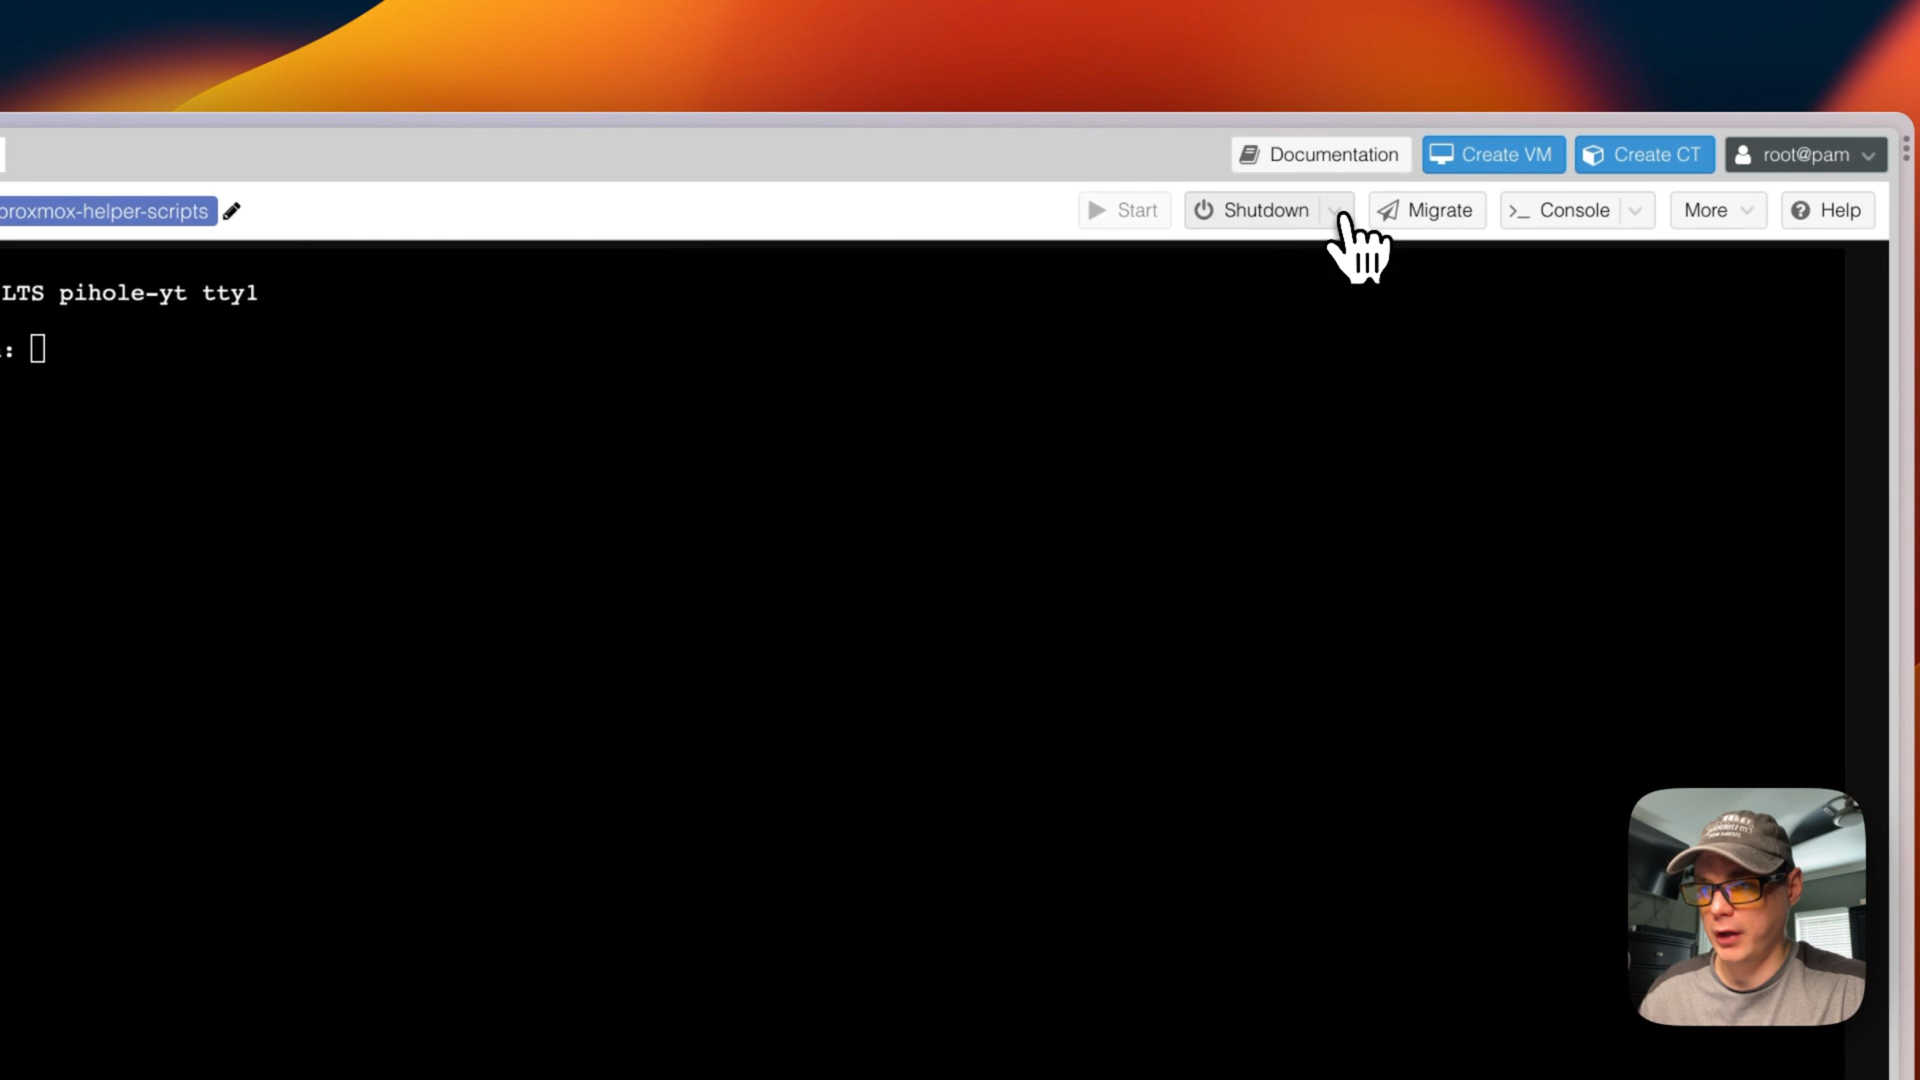 Documentation Create VM Create CT root@pam
proxmox-helper-scripts Start Shutdown Migrate >_ Console More Help
LTS pihole-yt tty1
: